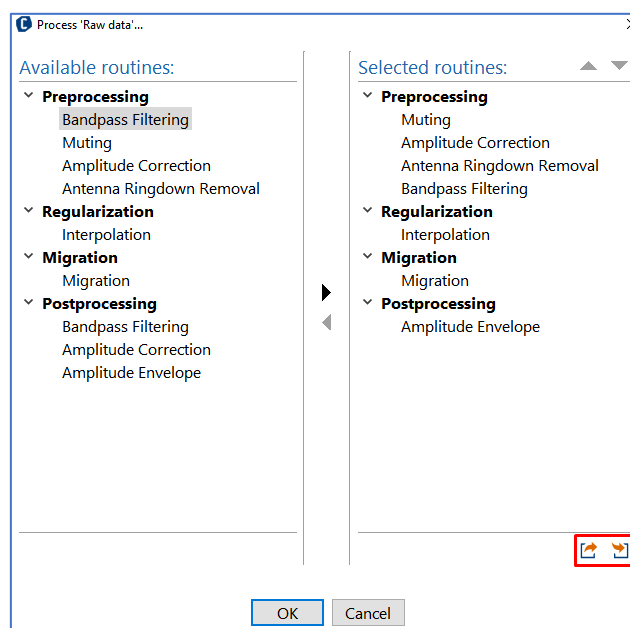 Process 'Raw data'...
Available routines:
Preprocessing
Bandpass Filtering
Muting
Amplitude Correction
Antenna Ringdown Removal
Regularization
Interpolation
Migration
Migration
Postprocessing
Bandpass Filtering
Amplitude Correction
Amplitude Envelope
Selected routines:
Preprocessing
Muting
Amplitude Correction
Antenna Ringdown Removal
Bandpass Filtering
Regularization
Interpolation
Migration
Migration
Postprocessing
Amplitude Envelope
OK
Cancel